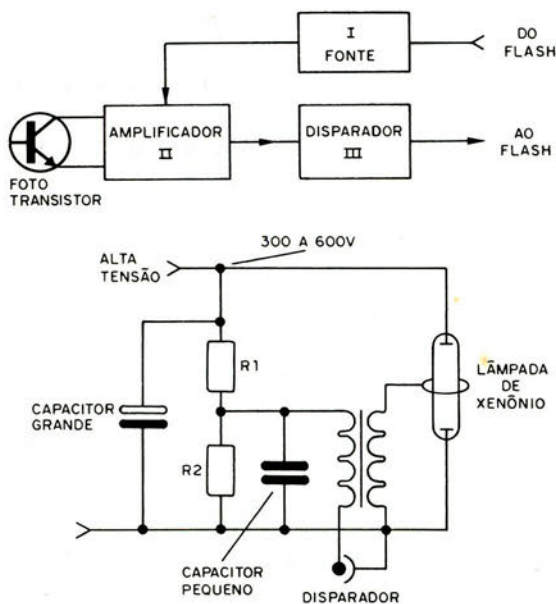 I
FONTE
DO
FLASH
AMPLIFICADOR
II
DISPARADOR
III
AO
FLASH
FOTO
TRANSISTOR
300 A 600V
ALTA
TENSÃO
R1
LÂMPADA
DE
XENÔNIO
CAPACITOR
GRANDE
R2
CAPACITOR
PEQUENO
DISPARADOR